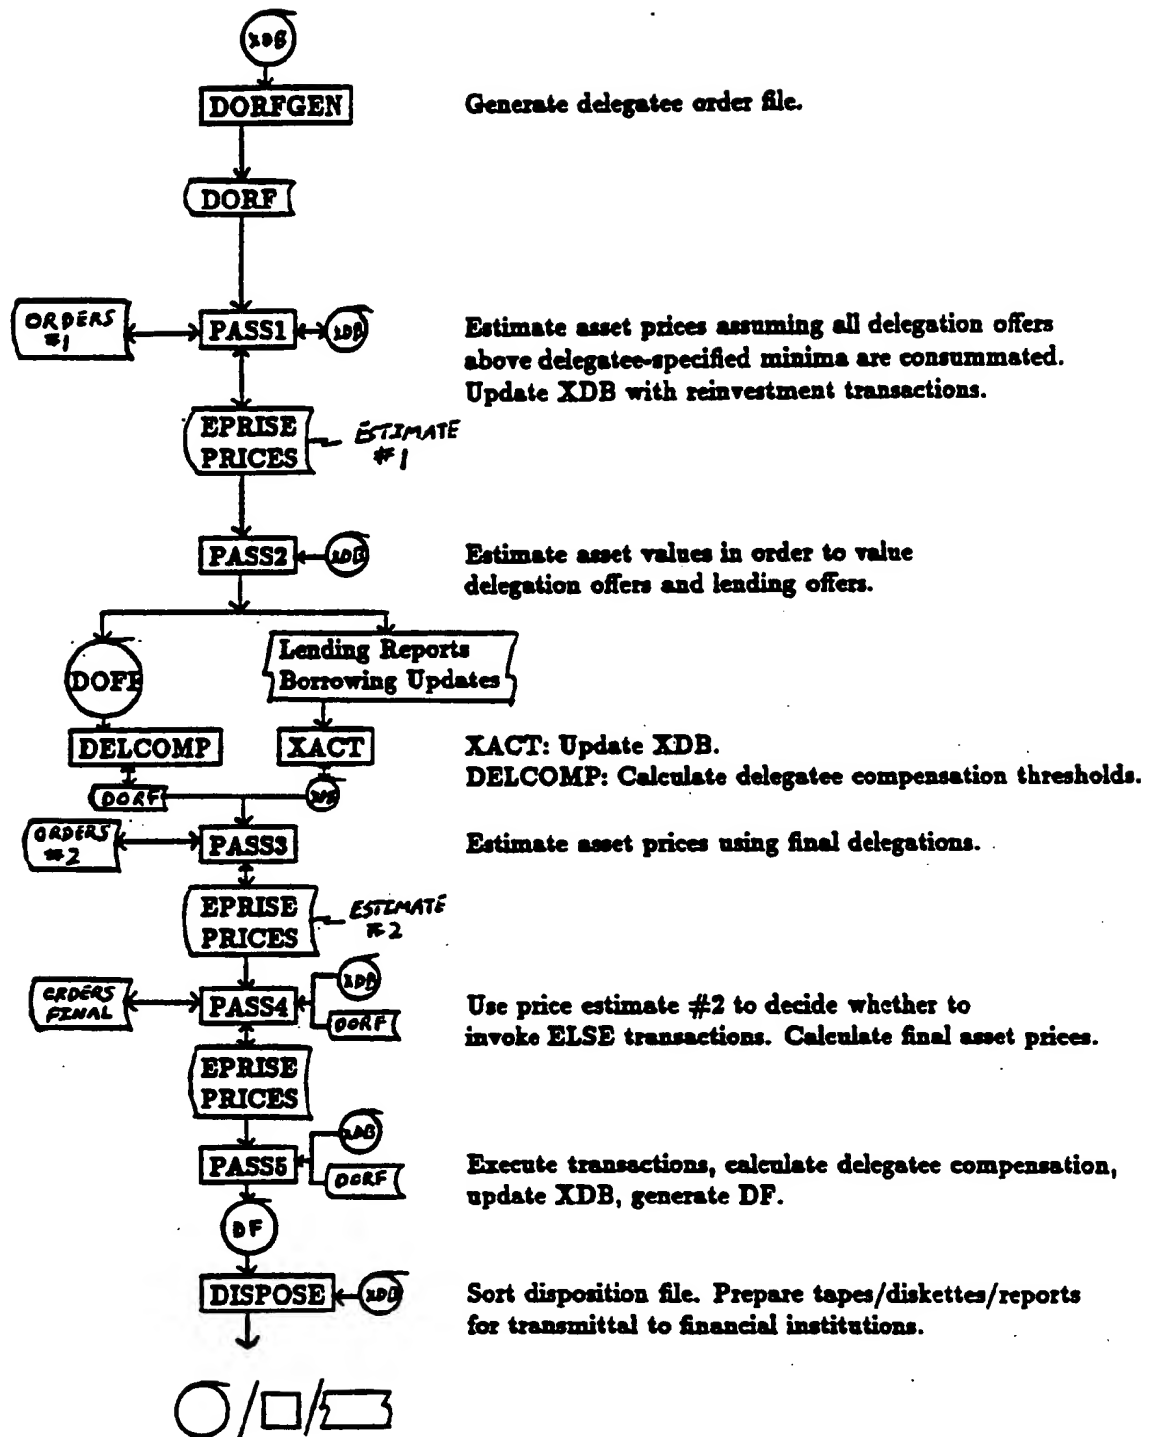 XDB
DORFGEN
Generate delegatee order file.
DORF
ORDERS
#1
PASS1
XDB
Estimate asset prices assuming all delegation offers
above delegatee-specified minima are consummated.
Update XDB with reinvestment transactions.
EPRISE
PRICES
ESTIMATE
#1
PASS2
XDB
Estimate asset values in order to value
delegation offers and lending offers.
DOFF
Lending Reports
Borrowing Updates
DELCOMP
XACT
XACT: Update XDB.
DELCOMP: Calculate delegatee compensation thresholds.
DORF
XDB
ORDERS
#2
PASS3
Estimate asset prices using final delegations.
EPRISE
PRICES
ESTIMATE
#2
ORDERS
FINAL
PASS4
XDB
DORF
Use price estimate #2 to decide whether to
invoke ELSE transactions. Calculate final asset prices.
EPRISE
PRICES
PASS5
XDB
DORF
Execute transactions, calculate delegatee compensation,
update XDB, generate DF.
DF
DISPOSE
XDB
Sort disposition file. Prepare tapes/diskettes/reports
for transmittal to financial institutions.